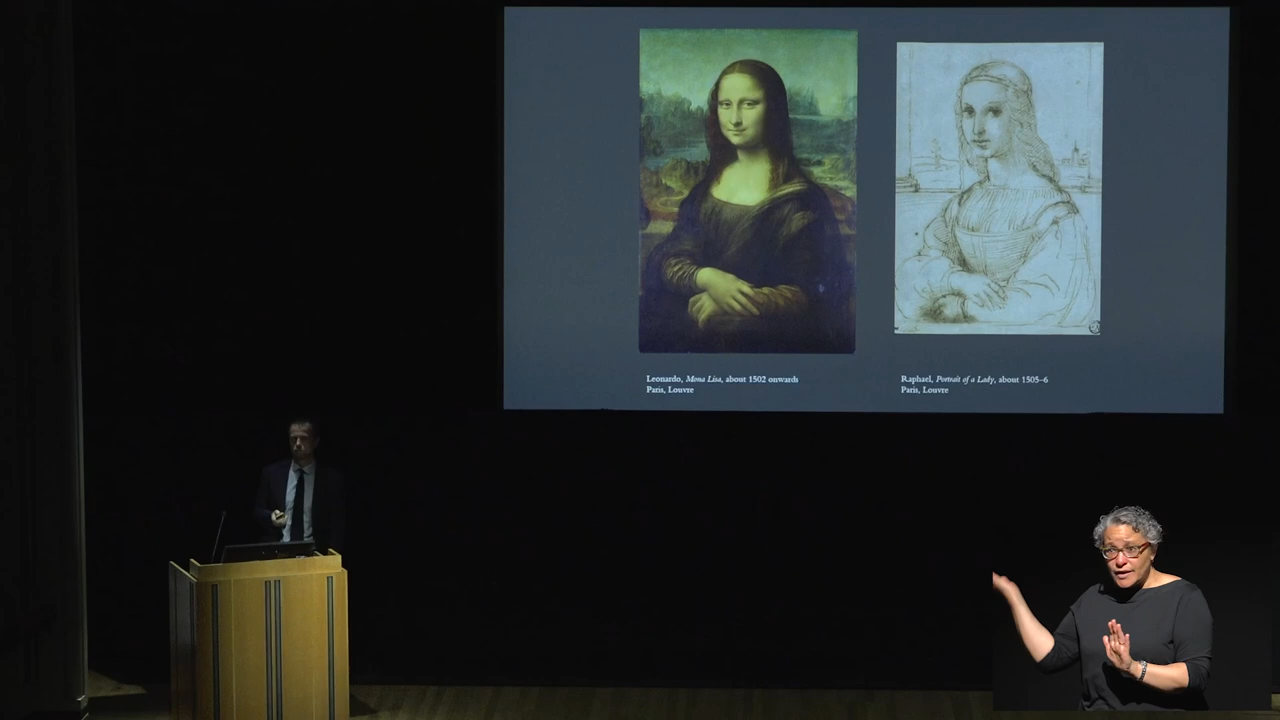 Leonardo, Mona Lisa, about 1502 onwards
Paris, Louvre
Raphael, Portrait of a Lady, about 1505–6
Paris, Louvre